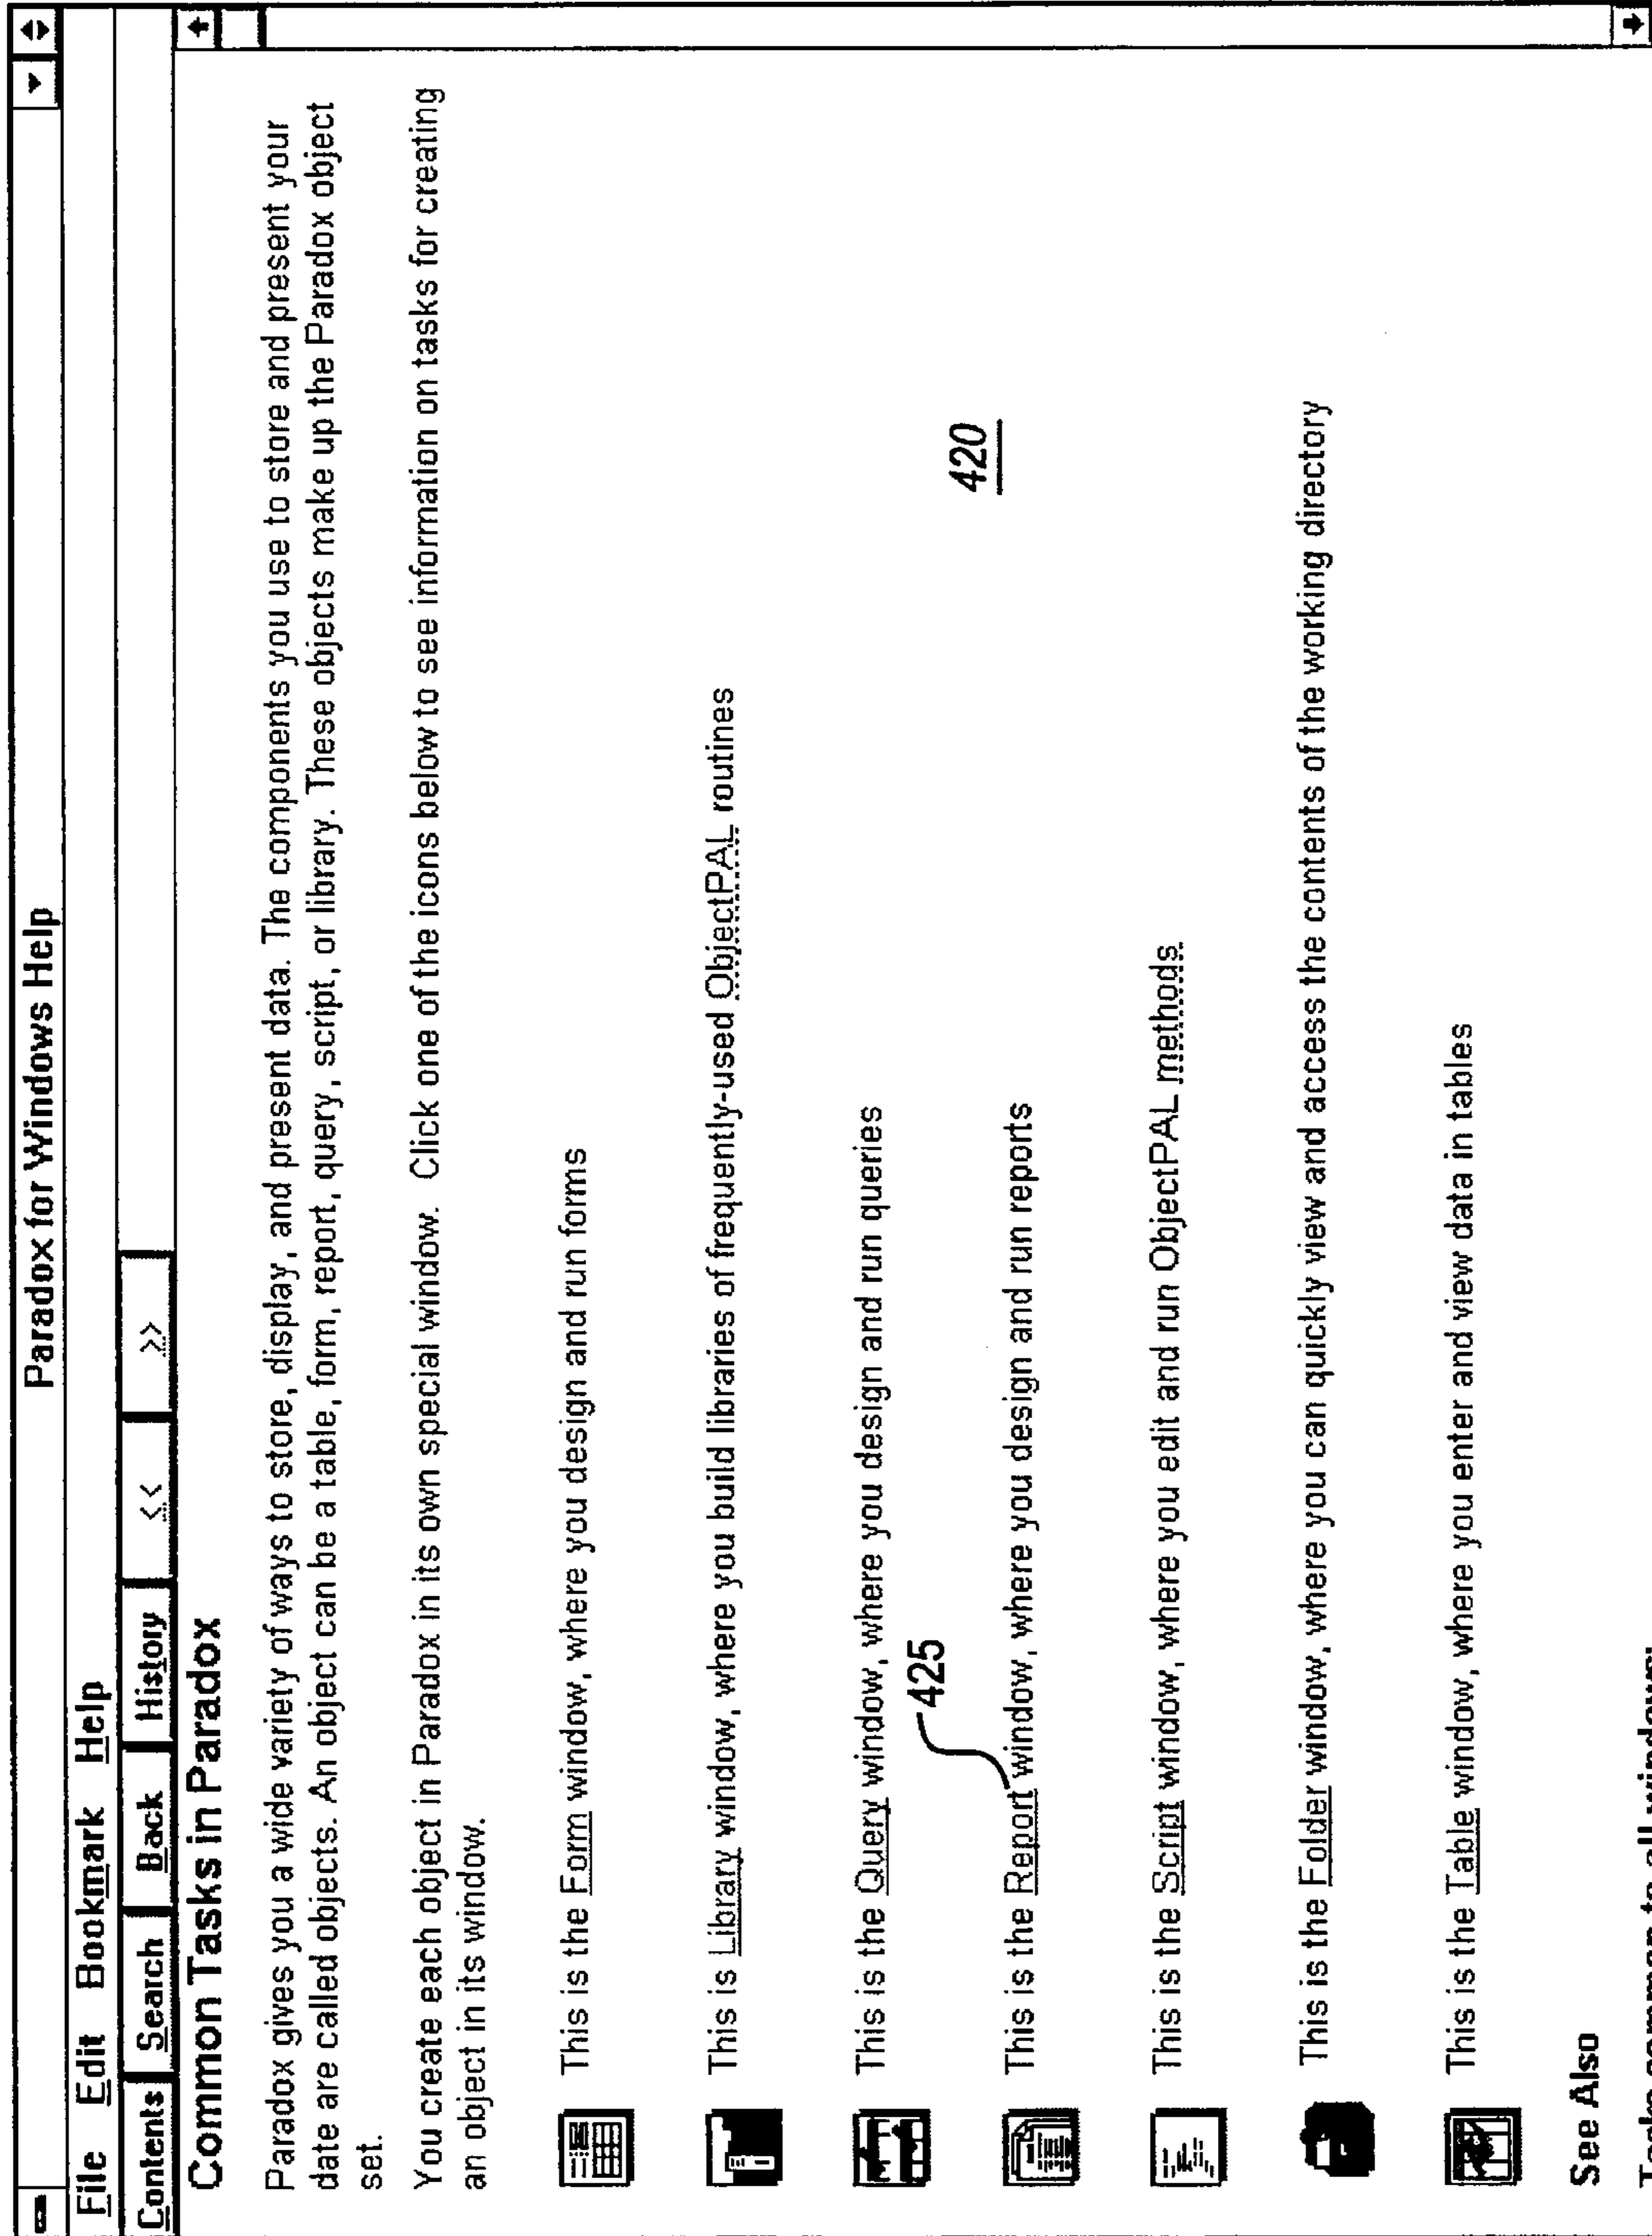 Paradox for Windows Help
File Edit Bookmark Help
Contents Search Back History << >>
Common Tasks in Paradox
Paradox gives you a wide variety of ways to store, display, and present data. The components you use to store and present your
date are called objects. An object can be a table, form, report, query, script, or library. These objects make up the Paradox object
set.
You create each object in Paradox in its own special window. Click one of the icons below to see information on tasks for creating
an object in its window.
This is the Form window, where you design and run forms
This is Library window, where you build libraries of frequently-used ObjectPAL routines
This is the Query window, where you design and run queries
425
420
This is the Report window, where you design and run reports
This is the Script window, where you edit and run ObjectPAL methods.
This is the Folder window, where you can quickly view and access the contents of the working directory
This is the Table window, where you enter and view data in tables
See Also
Tasks common to all windows: